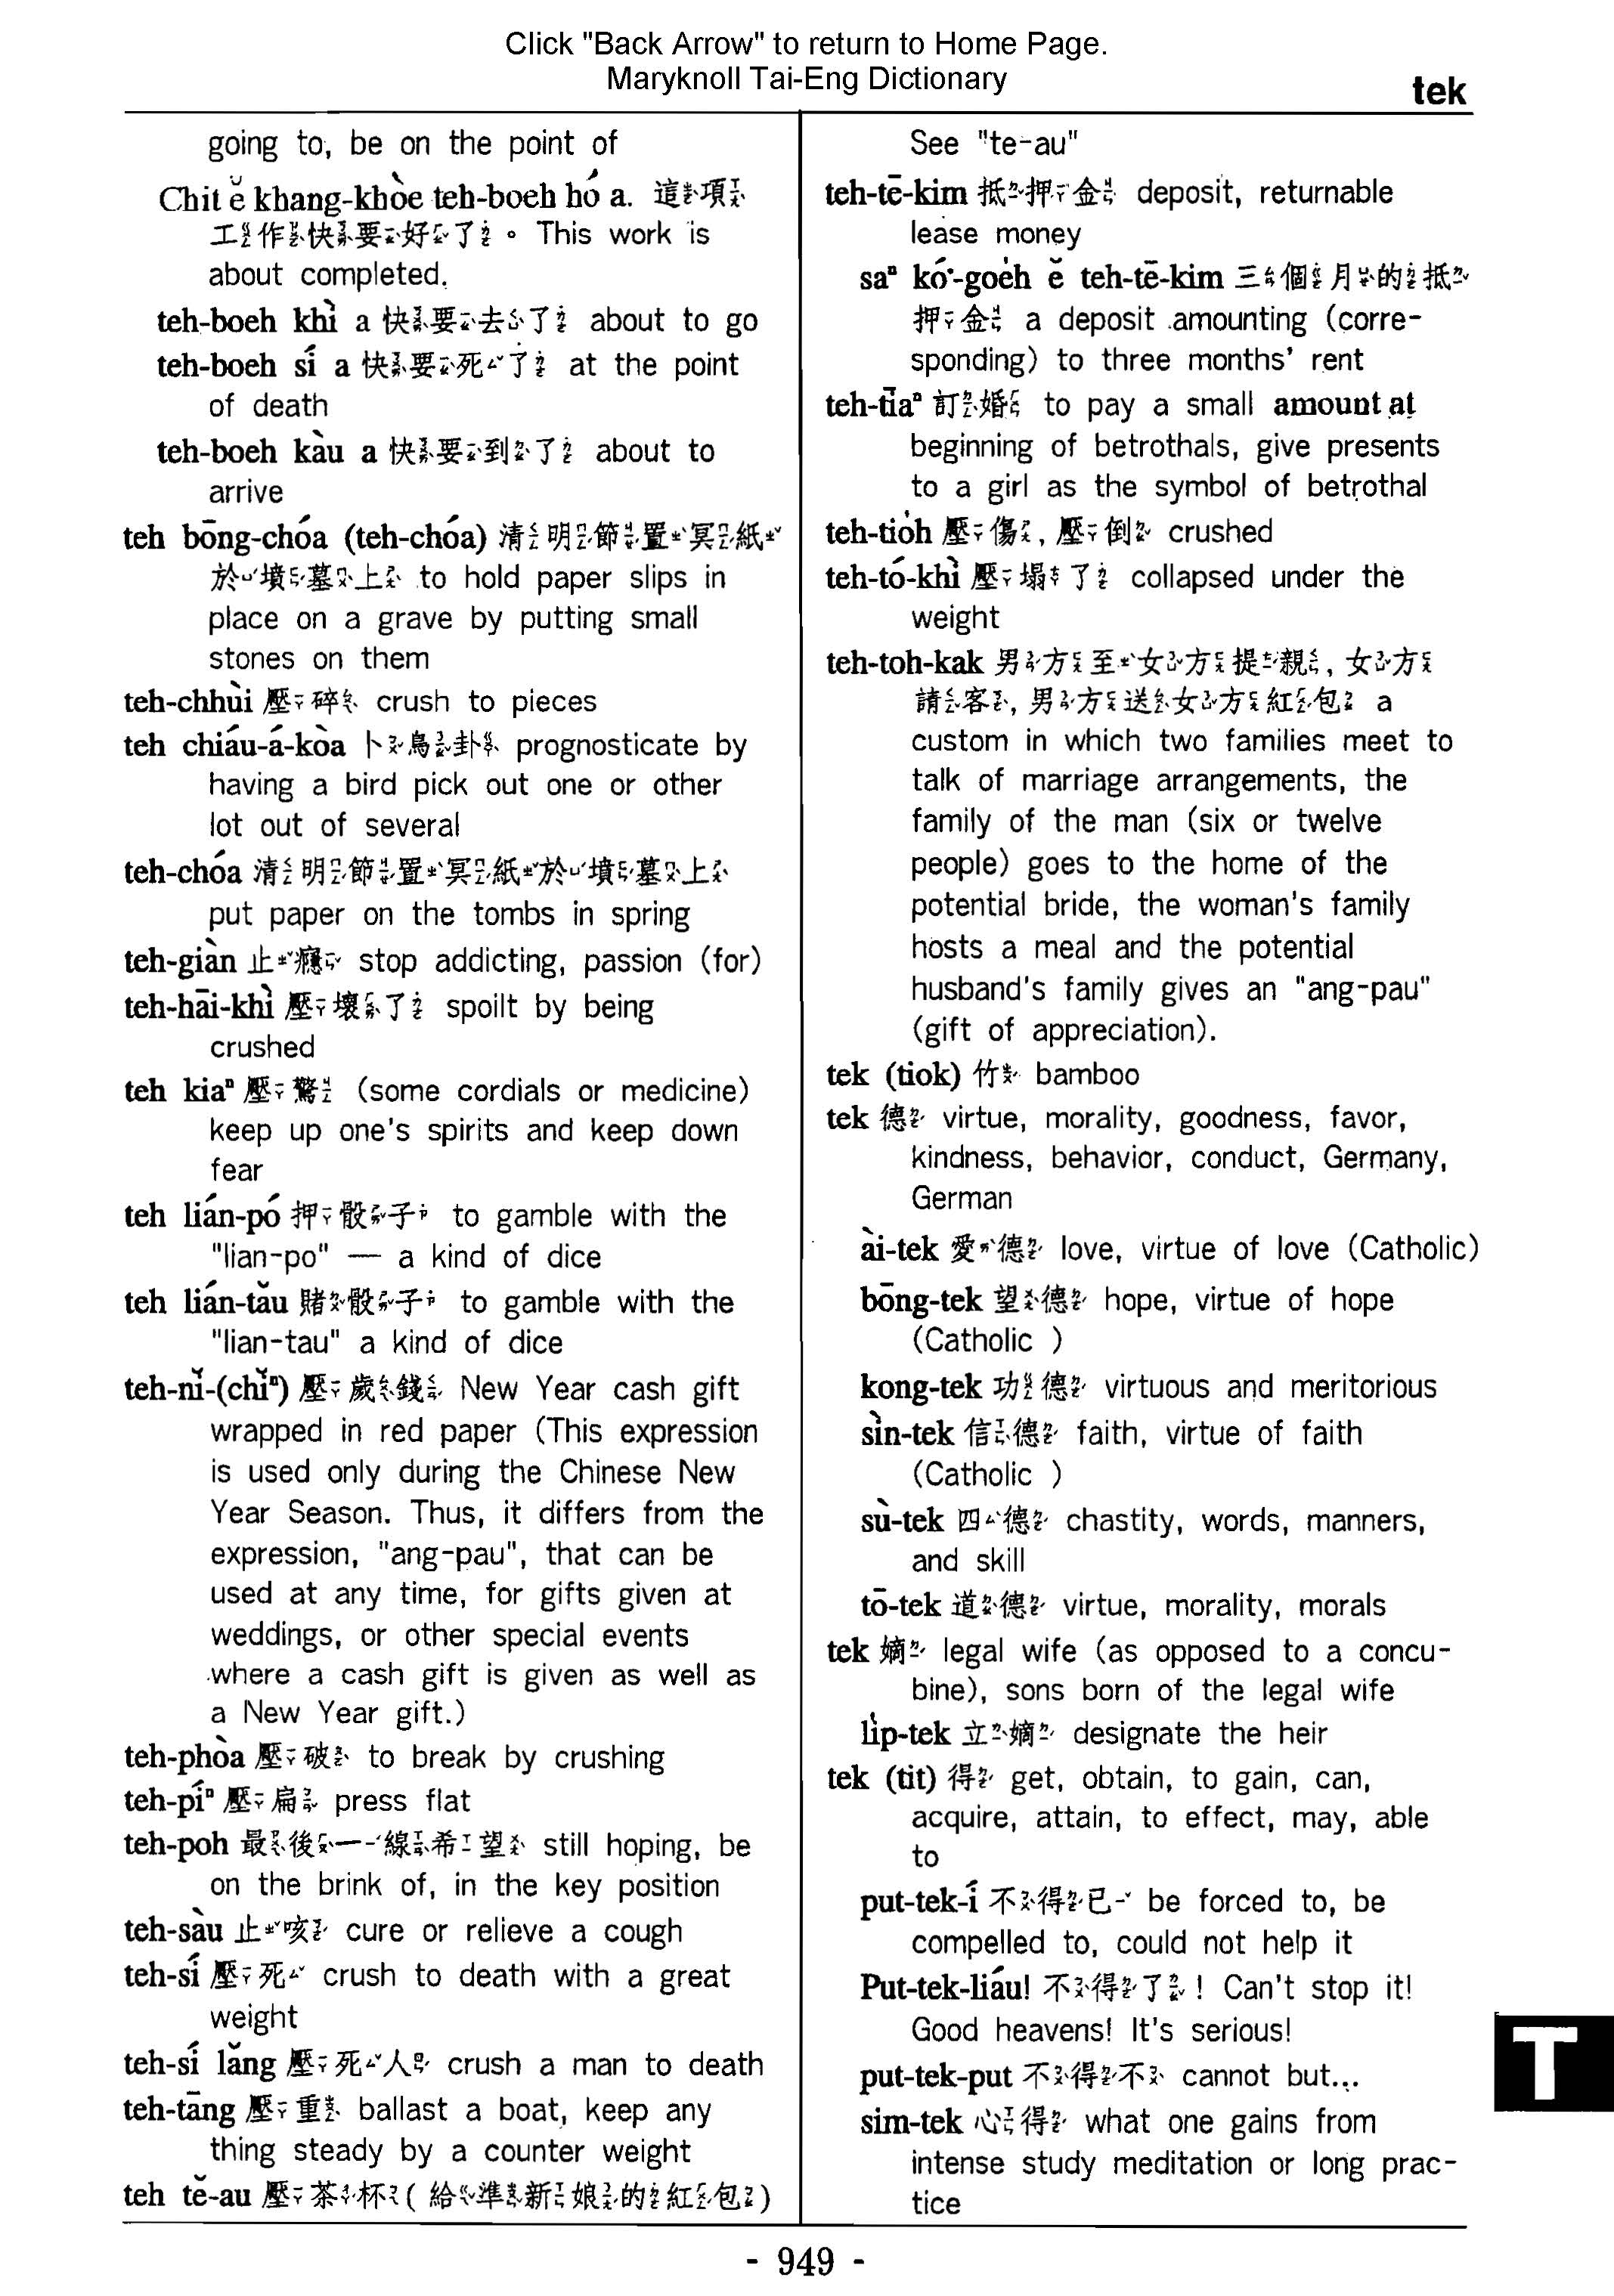 Click "Back Arrow" to return to Home Page.
Maryknoll Tai-Eng Dictionary
tek
going to, be on the point of
Chit ĕ khang-khòe teh-boeh hó a. 這項
工作快要好了。 This work is
about completed.
teh-boeh khì a 快要去了 about to go
teh-boeh sí a 快要死了 at the point
of death
teh-boeh kàu a 快要到了 about to
arrive
teh bōng-chóa (teh-chóa) 清明節置冥紙
於墳墓上 to hold paper slips in
place on a grave by putting small
stones on them
teh-chhùi 壓碎 crush to pieces
teh chiáu-á-kòa 卜鳥卦 prognosticate by
having a bird pick out one or other
lot out of several
teh-chóa 清明節置冥紙於墳墓上
put paper on the tombs in spring
teh-giàn 止癮 stop addicting, passion (for)
teh-hāi-khì 壓壞了 spoilt by being
crushed
teh kiaⁿ 壓驚 (some cordials or medicine)
keep up one's spirits and keep down
fear
teh lián-pó 押骰子 to gamble with the
"lian-po" — a kind of dice
teh lián-tău 賭骰子 to gamble with the
"lian-tau" a kind of dice
teh-nĭ-(chĭⁿ) 壓歲錢 New Year cash gift
wrapped in red paper (This expression
is used only during the Chinese New
Year Season. Thus, it differs from the
expression, "ang-pau", that can be
used at any time, for gifts given at
weddings, or other special events
where a cash gift is given as well as
a New Year gift.)
teh-phòa 壓破 to break by crushing
teh-píⁿ 壓扁 press flat
teh-poh 最後一線希望 still hoping, be
on the brink of, in the key position
teh-sàu 止咳 cure or relieve a cough
teh-sí 壓死 crush to death with a great
weight
teh-sí lăng 壓死人 crush a man to death
teh-tāng 壓重 ballast a boat, keep any
thing steady by a counter weight
teh tĕ-au 壓茶杯(給準新娘的紅包)
See "te-au"
teh-tē-kim 抵押金 deposit, returnable
lease money
saⁿ kó·-goe̍h ĕ teh-tē-kim 三個月的抵
押金 a deposit amounting (corre-
sponding) to three months' rent
teh-tīaⁿ 訂婚 to pay a small amount at
beginning of betrothals, give presents
to a girl as the symbol of betrothal
teh-tio̍h 壓傷, 壓倒 crushed
teh-tó-khì 壓塌了 collapsed under the
weight
teh-toh-kak 男方至女方提親, 女方
請客, 男方送女方紅包 a
custom in which two families meet to
talk of marriage arrangements, the
family of the man (six or twelve
people) goes to the home of the
potential bride, the woman's family
hosts a meal and the potential
husband's family gives an "ang-pau"
(gift of appreciation).
tek (tiok) 竹 bamboo
tek 德 virtue, morality, goodness, favor,
kindness, behavior, conduct, Germany,
German
ài-tek 愛德 love, virtue of love (Catholic)
bōng-tek 望德 hope, virtue of hope
(Catholic )
kong-tek 功德 virtuous and meritorious
sìn-tek 信德 faith, virtue of faith
(Catholic )
sù-tek 四德 chastity, words, manners,
and skill
tō-tek 道德 virtue, morality, morals
tek 嫡 legal wife (as opposed to a concu-
bine), sons born of the legal wife
li̍p-tek 立嫡 designate the heir
tek (tit) 得 get, obtain, to gain, can,
acquire, attain, to effect, may, able
to
put-tek-í 不得已 be forced to, be
compelled to, could not help it
Put-tek-liáu! 不得了! Can't stop it!
Good heavens! It's serious!
put-tek-put 不得不 cannot but...
sim-tek 心得 what one gains from
intense study meditation or long prac-
tice
T
- 949 -